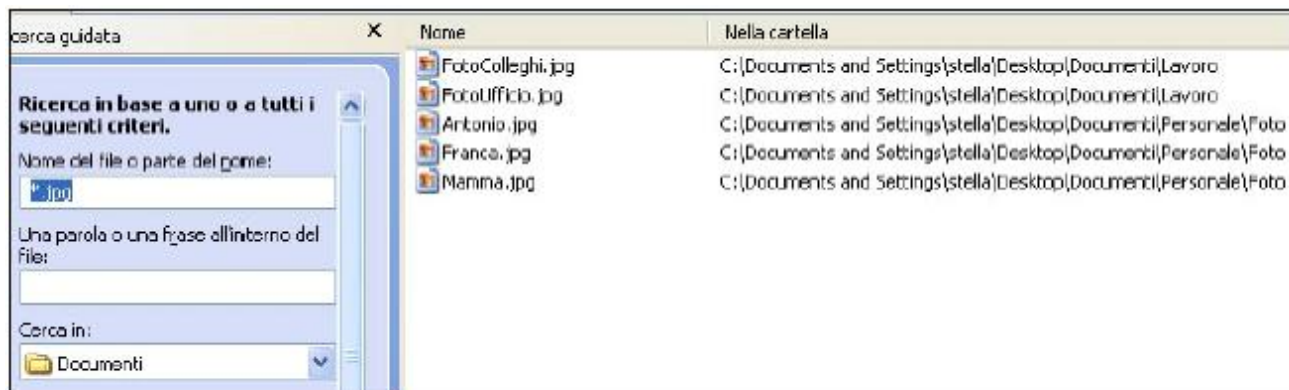 cerca guidata
Ricerca in base a uno o a tutti i
seguenti criteri.
Nome del file o parte del nome:
*.jpg
Una parola o una frase all'interno del
file:
Cerca in:
Documenti
Nome Nella cartella
FotoColleghi.jpg C:\Documents and Settings\stella\Desktop\Documenti\Lavoro
FotoUfficio.jpg C:\Documents and Settings\stella\Desktop\Documenti\Lavoro
Antonio.jpg C:\Documents and Settings\stella\Desktop\Documenti\Personale\Foto
Franca.jpg C:\Documents and Settings\stella\Desktop\Documenti\Personale\Foto
Mamma.jpg C:\Documents and Settings\stella\Desktop\Documenti\Personale\Foto